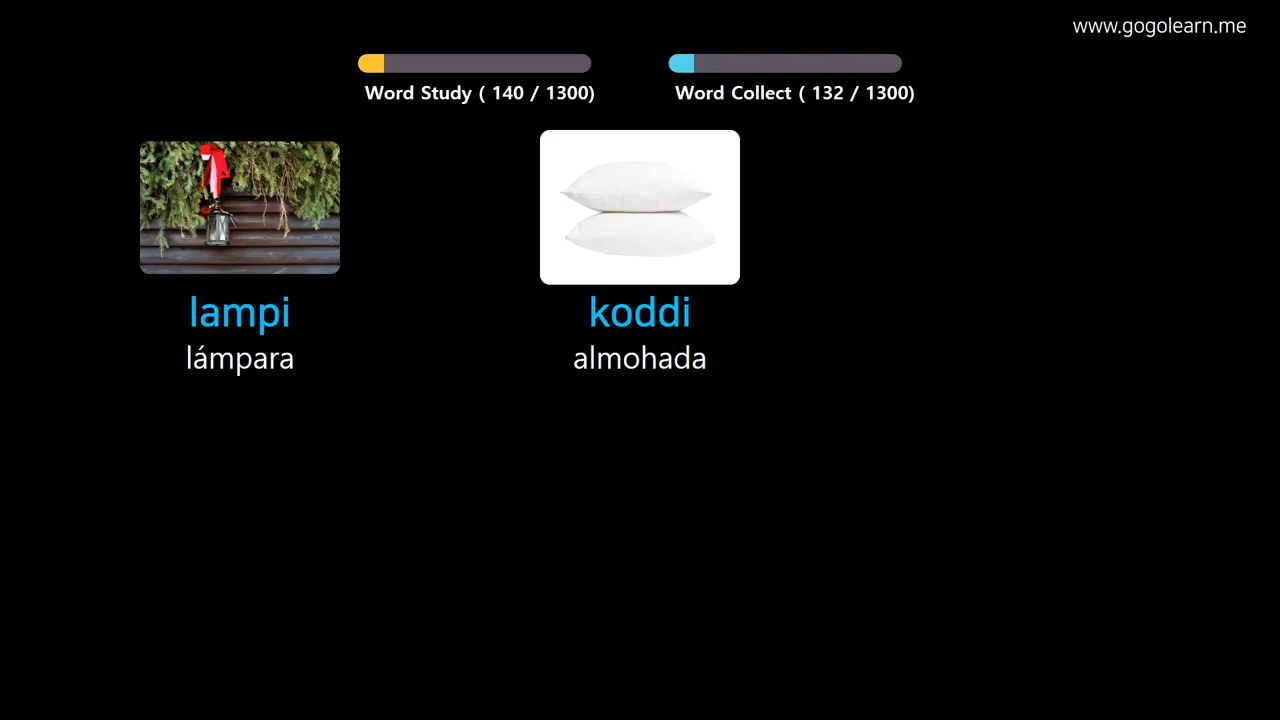 www.gogolearn.me
Word Study ( 140 / 1300)
Word Collect ( 132 / 1300)
lampi
lámpara
koddi
almohada